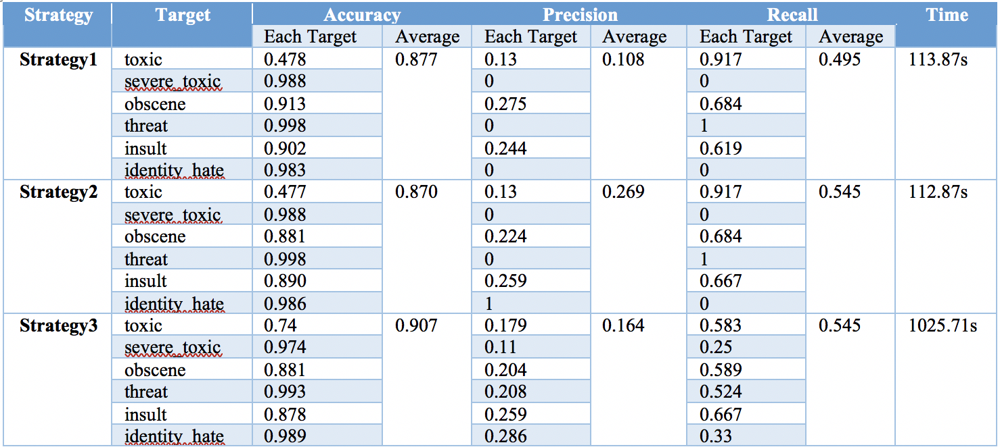 Strategy Target Accuracy Precision Recall Time
Each Target Average Each Target Average Each Target Average
Strategy1 toxic 0.478 0.877 0.13 0.108 0.917 0.495 113.87s
severe_toxic 0.988 0 0
obscene 0.913 0.275 0.684
threat 0.998 0 1
insult 0.902 0.244 0.619
identity_hate 0.983 0 0
Strategy2 toxic 0.477 0.870 0.13 0.269 0.917 0.545 112.87s
severe_toxic 0.988 0 0
obscene 0.881 0.224 0.684
threat 0.998 0 1
insult 0.890 0.259 0.667
identity_hate 0.986 1 0
Strategy3 toxic 0.74 0.907 0.179 0.164 0.583 0.545 1025.71s
severe_toxic 0.974 0.11 0.25
obscene 0.881 0.204 0.589
threat 0.993 0.208 0.524
insult 0.878 0.259 0.667
identity_hate 0.989 0.286 0.33